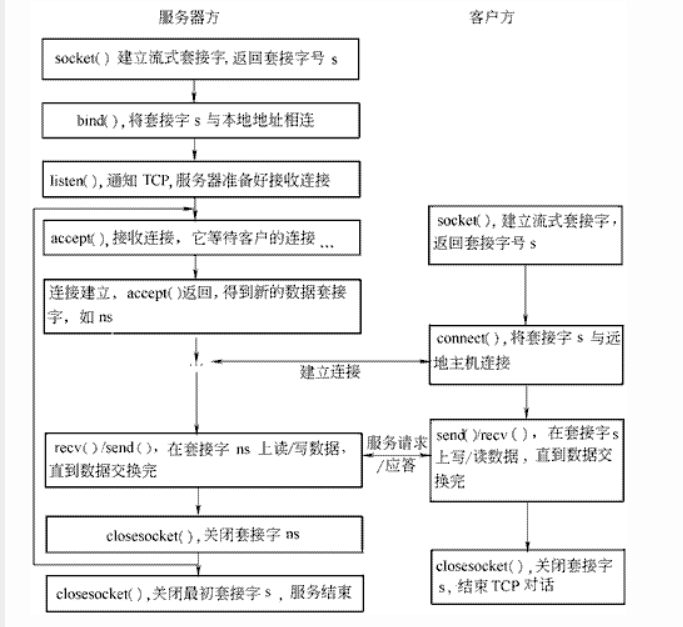 服务器方
客户方
socket() 建立流式套接字,返回套接字号 s
bind(),将套接字 s 与本地地址相连
listen(),通知 TCP,服务器准备好接收连接
accept(),接收连接，它等待客户的连接 ...
连接建立，accept()返回,得到新的数据套接
字，如 ns
...
socket(),建立流式套接字，
返回套接字号 s
connect(),将套接字 s 与远
地主机连接
建立连接
recv()/send()，在套接字 ns 上读/写数据，
直到数据交换完
服务请求
/应答
send()/recv()，在套接字 s
上写/读数据，直到数据交
换完
closesocket(),关闭套接字 ns
closesocket(),关闭最初套接字 s ，服务结束
closesocket(),关闭套接字
s, 结束 TCP 对话